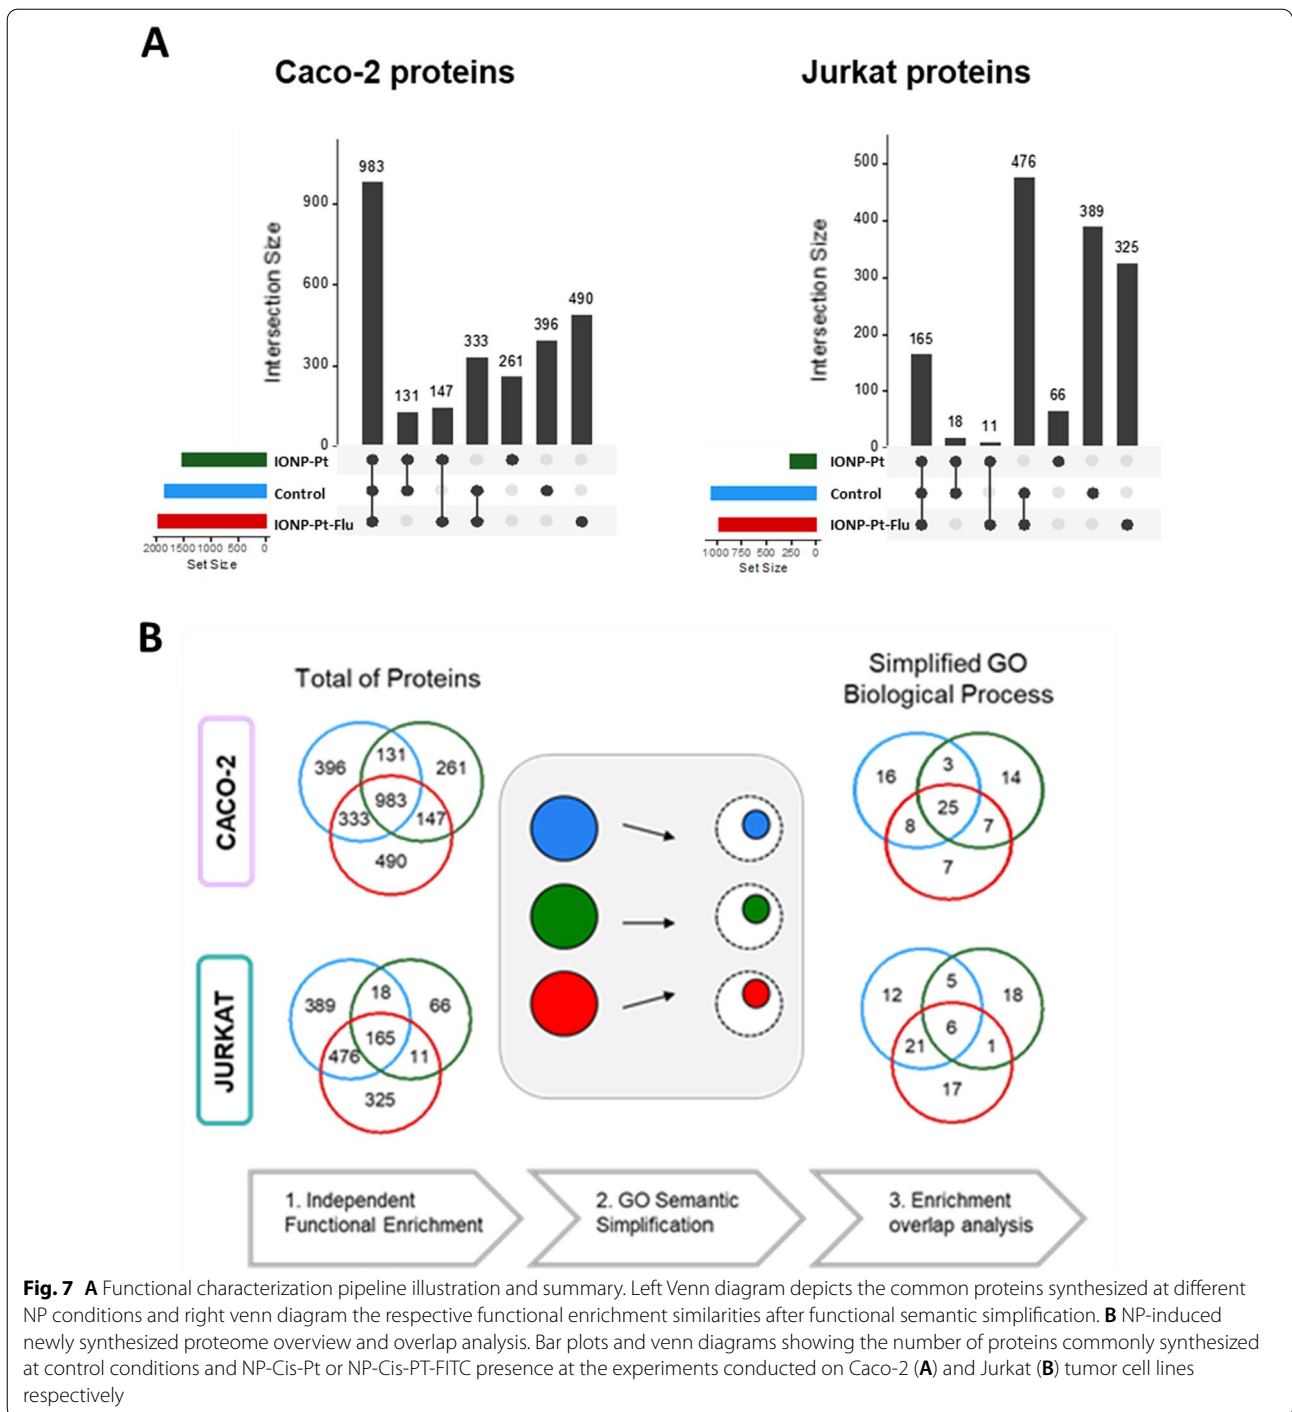 A
Caco-2 proteins
Jurkat proteins
Intersection Size
900
600
300
0
983
131
147
333
261
396
490
IONP-Pt
Control
IONP-Pt-Flu
2000 1500 1000 500 0
Set Size
Intersection Size
500
400
300
200
100
0
165
18
11
476
66
389
325
IONP-Pt
Control
IONP-Pt-Flu
1000 750 500 250 0
Set Size
B
Total of Proteins
Simplified GO
Biological Process
CACO-2
396
131
261
983
333
147
490
16
3
14
25
8
7
7
JURKAT
389
18
66
165
476
11
325
12
5
18
6
21
1
17
1. Independent
Functional Enrichment
2. GO Semantic
Simplification
3. Enrichment
overlap analysis
Fig. 7 A Functional characterization pipeline illustration and summary. Left Venn diagram depicts the common proteins synthesized at different
NP conditions and right venn diagram the respective functional enrichment similarities after functional semantic simplification. B NP-induced
newly synthesized proteome overview and overlap analysis. Bar plots and venn diagrams showing the number of proteins commonly synthesized
at control conditions and NP-Cis-Pt or NP-Cis-PT-FITC presence at the experiments conducted on Caco-2 (A) and Jurkat (B) tumor cell lines
respectively